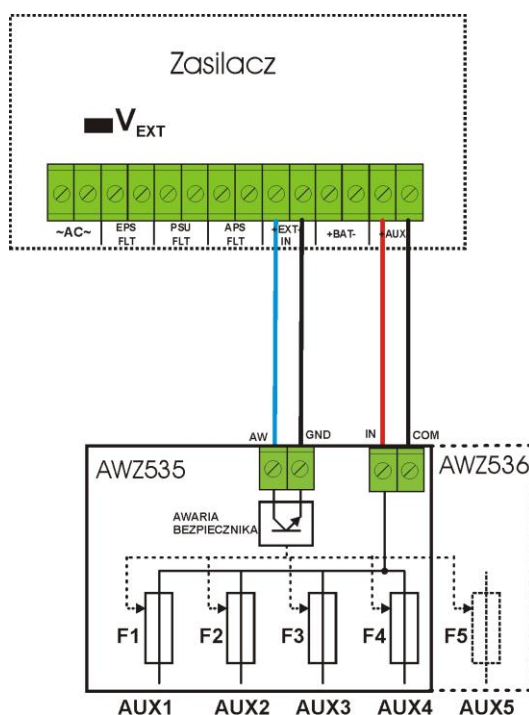 Zasilacz
VEXT
~AC~ EPS FLT PSU FLT APS FLT +EXT- IN +BAT- +AUX
AW GND IN COM
AWZ535 AWZ536
AWARIA
BEZPIECZNIKA
F1 F2 F3 F4 F5
AUX1 AUX2 AUX3 AUX4 AUX5